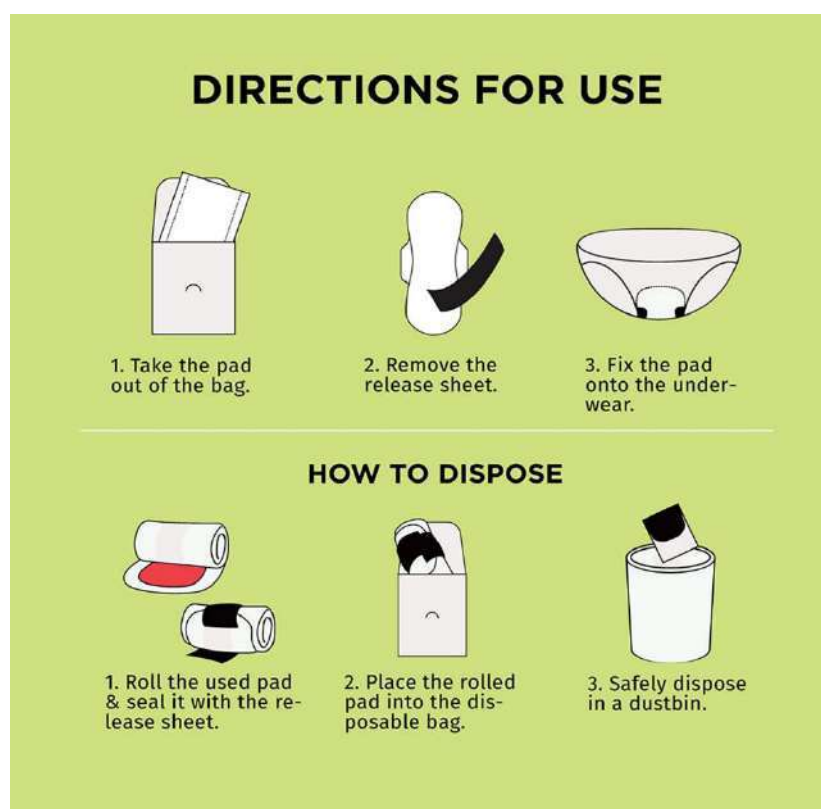 DIRECTIONS FOR USE
1. Take the pad
out of the bag.
2. Remove the
release sheet.
3. Fix the pad
onto the under-
wear.
HOW TO DISPOSE
1. Roll the used pad
& seal it with the re-
lease sheet.
2. Place the rolled
pad into the dis-
posable bag.
3. Safely dispose
in a dustbin.